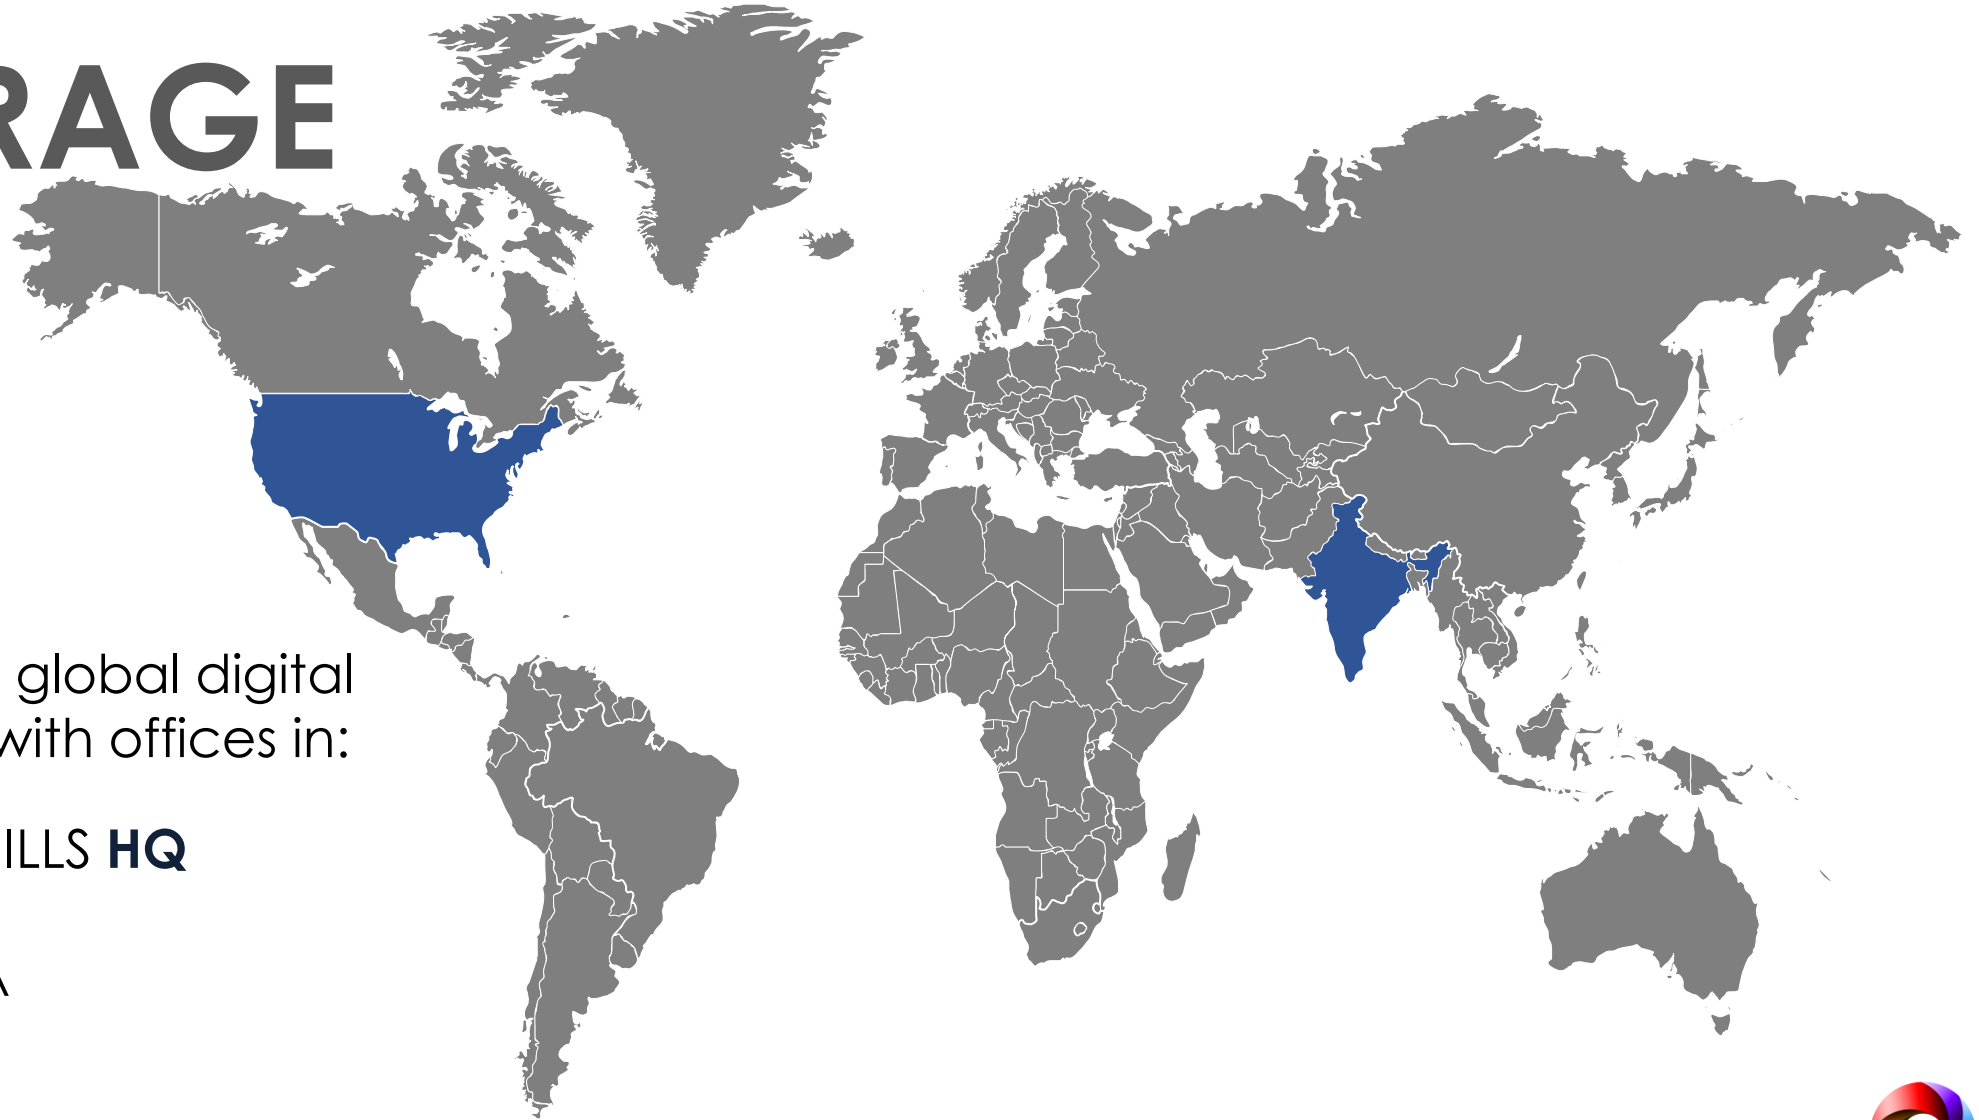 RAGE
global digital
with offices in:
ILLS HQ
A